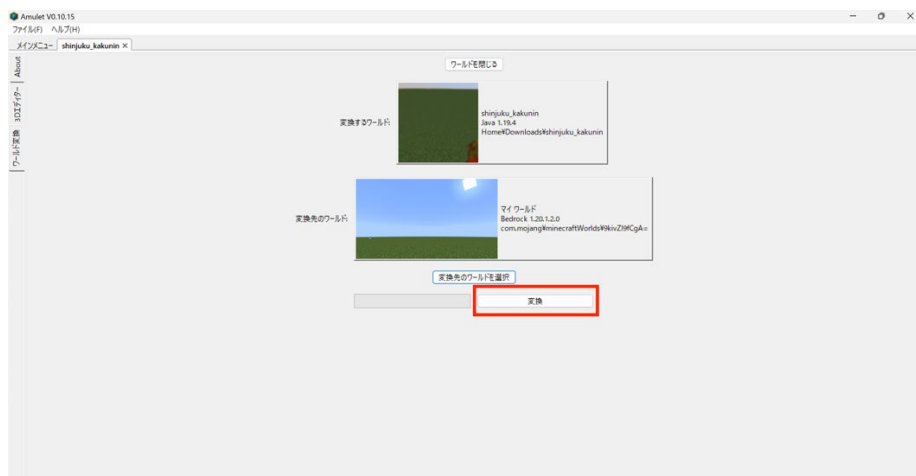 Amulet V0.10.15
ファイル(F) ヘルプ(H)
メインメニュー shinjuku_kakunin ×
About
3Dエディター
ワールド変換
ワールドを閉じる
変換するワールド:
shinjuku_kakunin
Java 1.19.4
Home¥Downloads¥shinjuku_kakunin
変換先のワールド:
マイ ワールド
Bedrock 1.20.1.2.0
com.mojang¥minecraftWorlds¥9kivZI9fCgA=
変換先のワールドを選択
変換